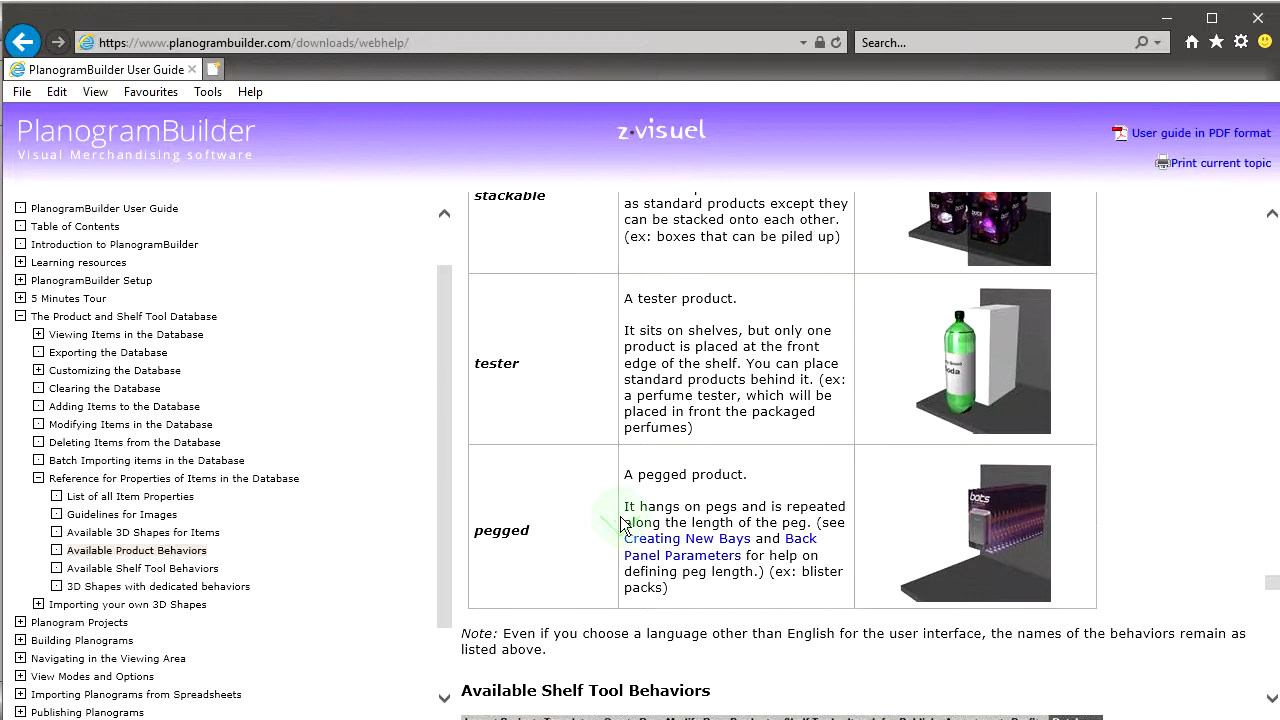 https://www.planogrambuilder.com/downloads/webhelp/
Search...
PlanogramBuilder User Guide
File Edit View Favourites Tools Help
PlanogramBuilder
Visual Merchandising software
z·visuel
User guide in PDF format
Print current topic
PlanogramBuilder User Guide
Table of Contents
Introduction to PlanogramBuilder
Learning resources
PlanogramBuilder Setup
5 Minutes Tour
The Product and Shelf Tool Database
Viewing Items in the Database
Exporting the Database
Customizing the Database
Clearing the Database
Adding Items to the Database
Modifying Items in the Database
Deleting Items from the Database
Batch Importing items in the Database
Reference for Properties of Items in the Database
List of all Item Properties
Guidelines for Images
Available 3D Shapes for Items
Available Product Behaviors
Available Shelf Tool Behaviors
3D Shapes with dedicated behaviors
Importing your own 3D Shapes
Planogram Projects
Building Planograms
Navigating in the Viewing Area
View Modes and Options
Importing Planograms from Spreadsheets
Publishing Planograms
stackable
as standard products except they
can be stacked onto each other.
(ex: boxes that can be piled up)
bots
bots
tester
A tester product.
It sits on shelves, but only one
product is placed at the front
edge of the shelf. You can place
standard products behind it. (ex:
a perfume tester, which will be
placed in front the packaged
perfumes)
pegged
A pegged product.
It hangs on pegs and is repeated
along the length of the peg. (see
Creating New Bays and Back
Panel Parameters for help on
defining peg length.) (ex: blister
packs)
bots
Note: Even if you choose a language other than English for the user interface, the names of the behaviors remain as
listed above.
Available Shelf Tool Behaviors